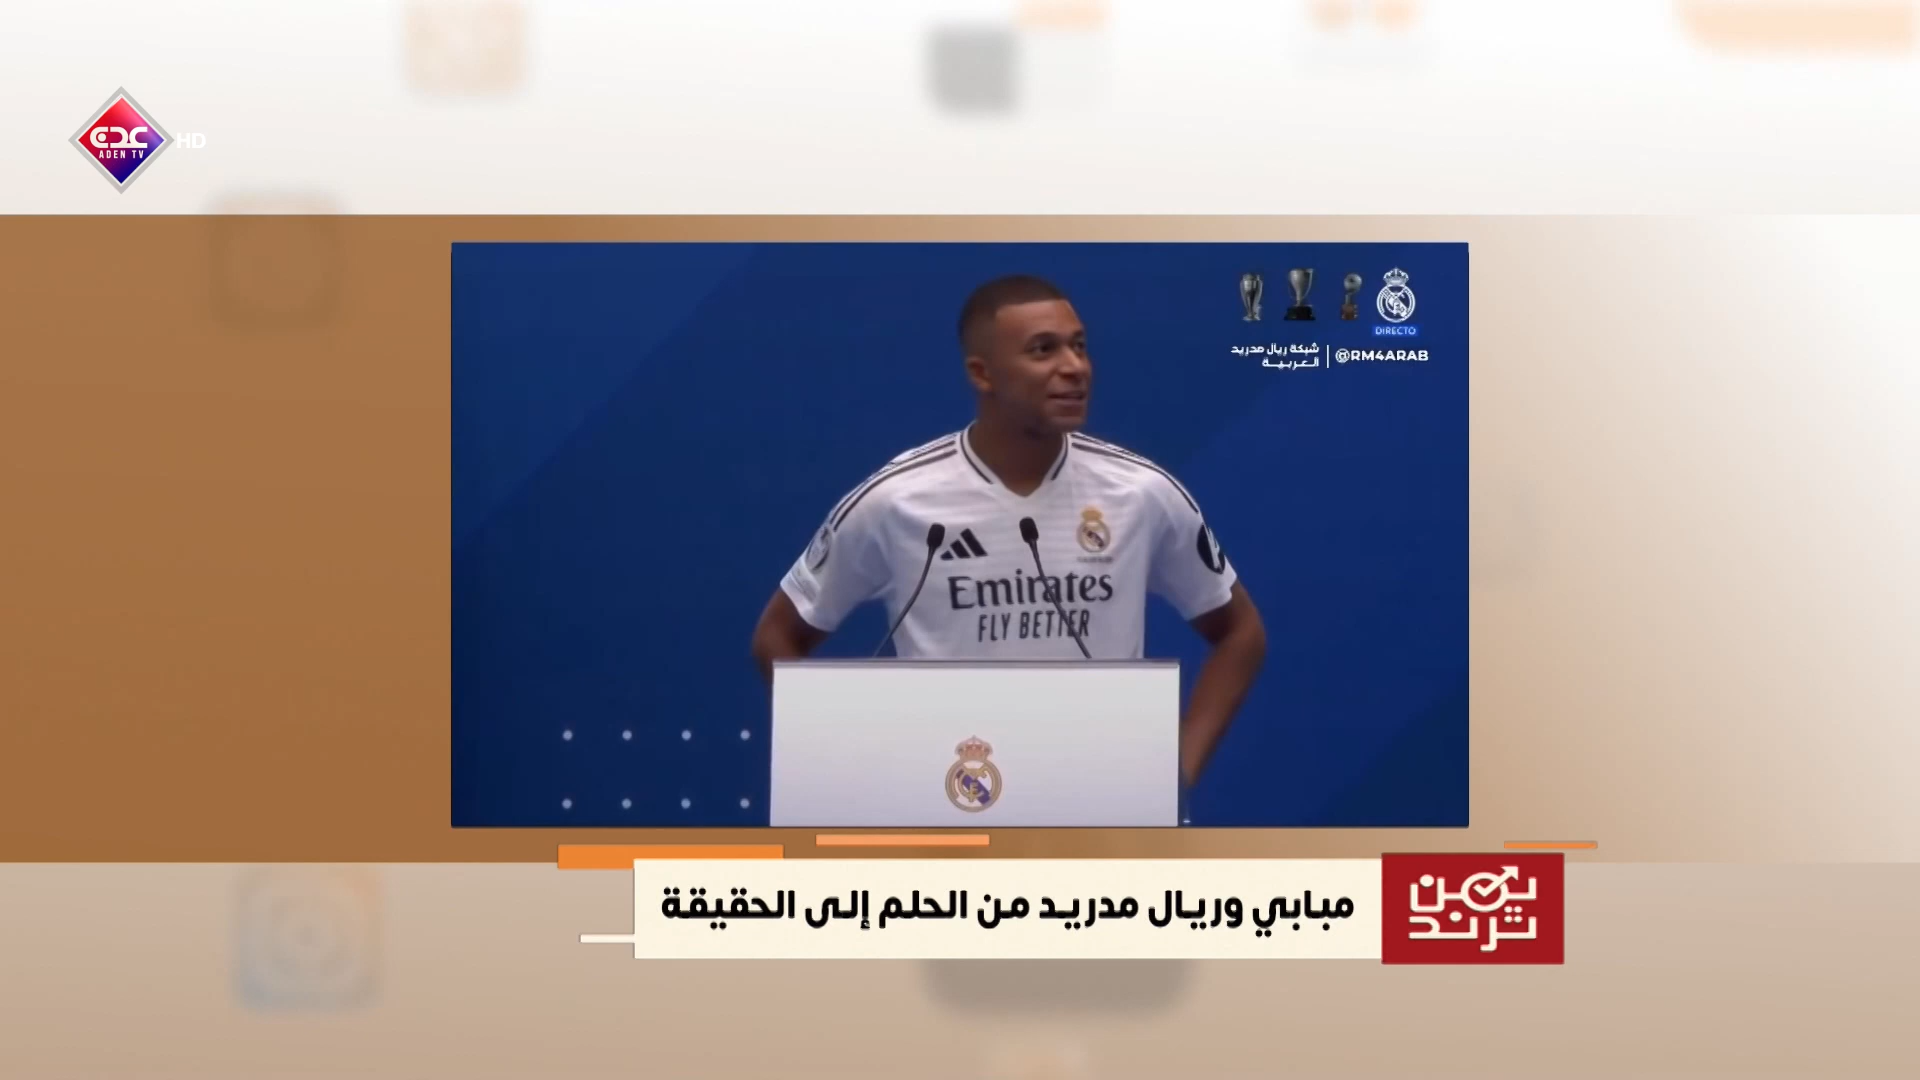 عدن
ADEN TV
HD
DIRECTO
شبكة ريال مدريد
العربية
@RM4ARAB
Emirates
FLY BETTER
مبابي وريال مدريد من الحلم إلى الحقيقة
يمن
ترند